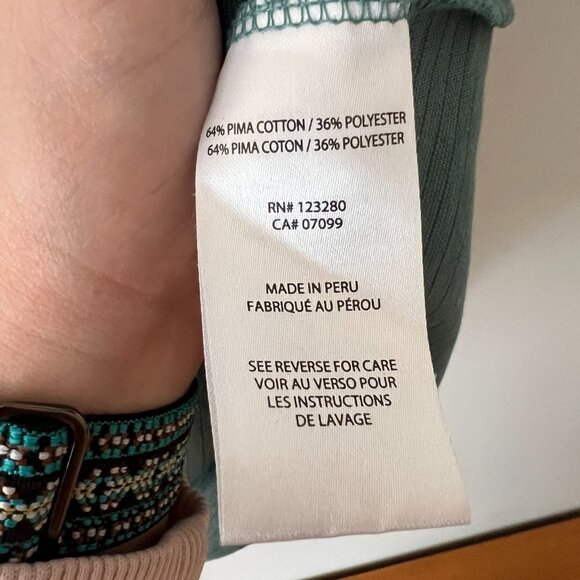 64% PIMA COTTON / 36% POLYESTER
64% PIMA COTON / 36% POLYESTER
RN# 123280
CA# 07099
MADE IN PERU
FABRIQUÉ AU PÉROU
SEE REVERSE FOR CARE
VOIR AU VERSO POUR
LES INSTRUCTIONS
DE LAVAGE